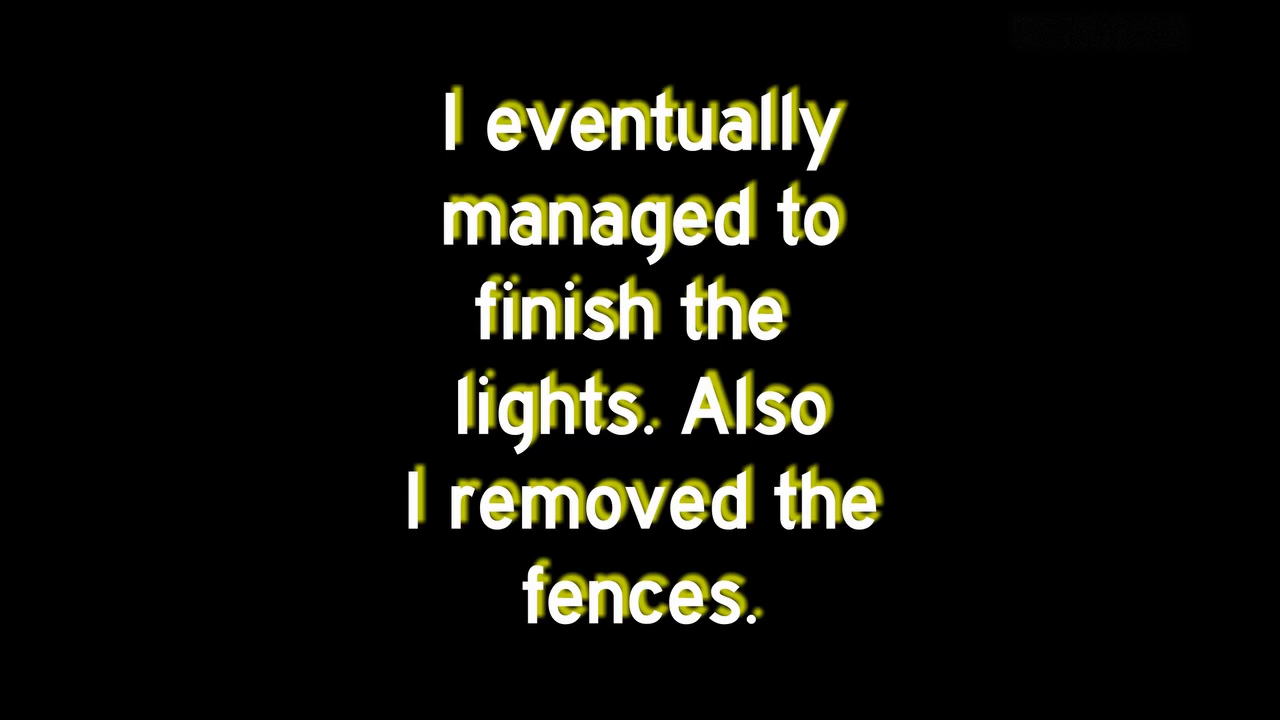 I eventually
managed to
finish the
lights. Also
I removed the
fences.